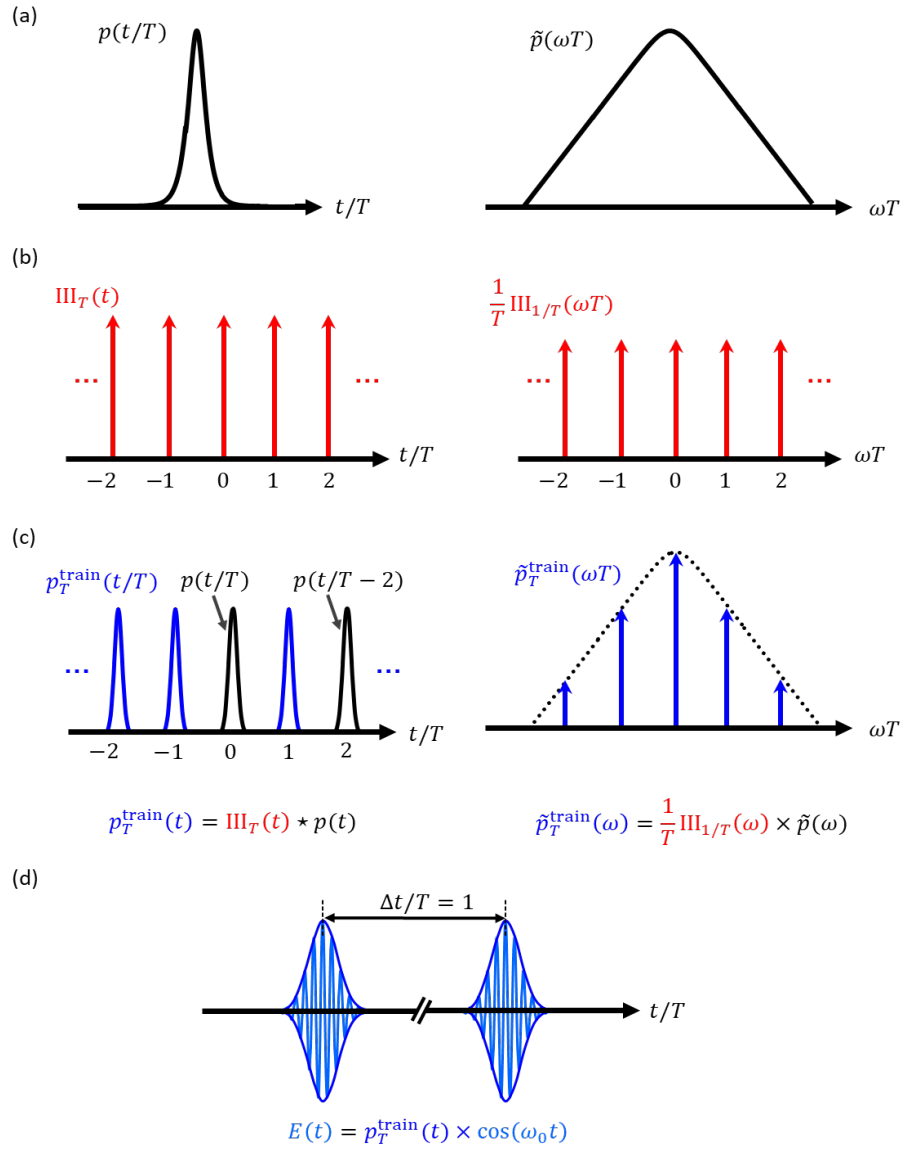 (a)
p(t/T)
p̃(ωT)
t/T
ωT
(b)
III_T(t)
1/T III_{1/T}(ωT)
... ...
... ...
t/T
ωT
−2 −1 0 1 2
−2 −1 0 1 2
(c)
p_T^train(t/T) p(t/T) p(t/T − 2)
p̃_T^train(ωT)
... ...
t/T
ωT
−2 −1 0 1 2
p_T^train(t) = III_T(t) ⋆ p(t)
p̃_T^train(ω) = 1/T III_{1/T}(ω) × p̃(ω)
(d)
Δt/T = 1
t/T
E(t) = p_T^train(t) × cos(ω₀t)